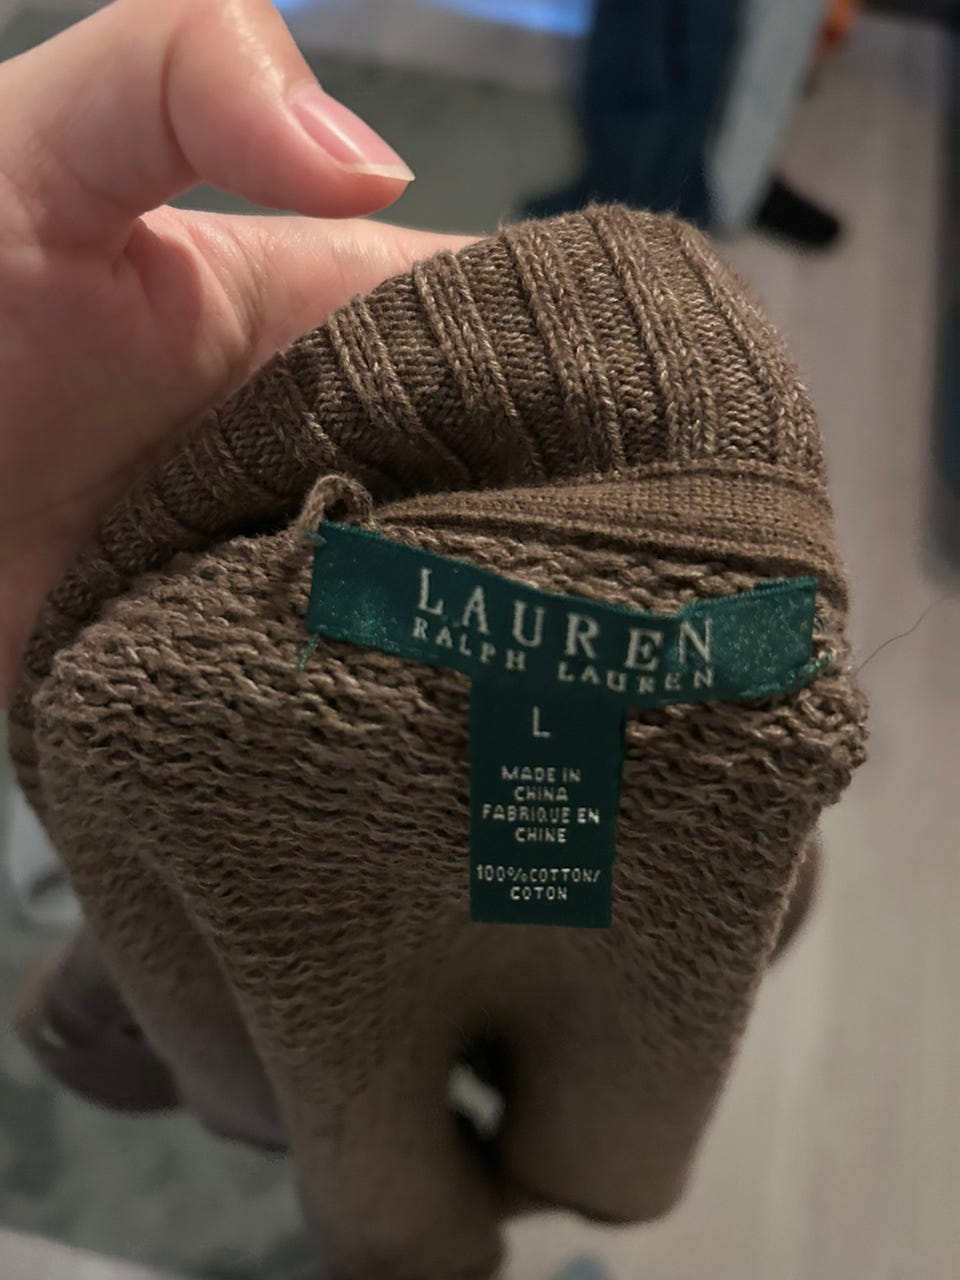 LAUREN
RALPH LAUREN
L
MADE IN
CHINA
FABRIQUE EN
CHINE
100%COTTON/
COTON